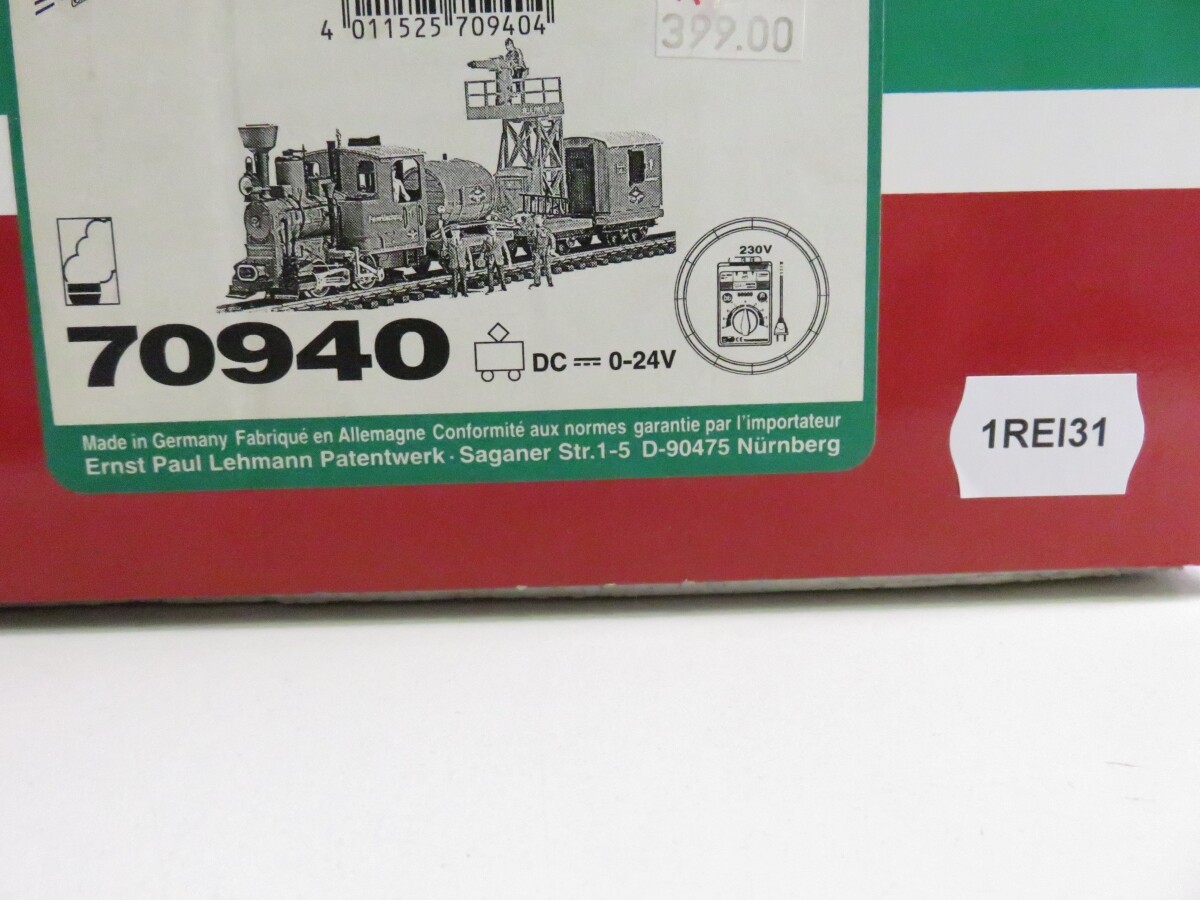 4 011525 709404
399.00
230V
70940
DC 0-24V
Made in Germany Fabriqué en Allemagne Conformité aux normes garantie par l'importateur
Ernst Paul Lehmann Patentwerk · Saganer Str.1-5 D-90475 Nürnberg
1REI31